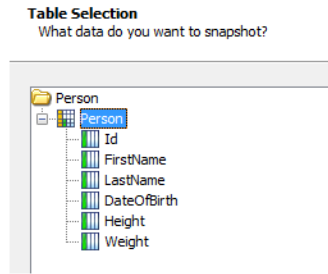 Table Selection
What data do you want to snapshot?
Person
Person
Id
FirstName
LastName
DateOfBirth
Height
Weight